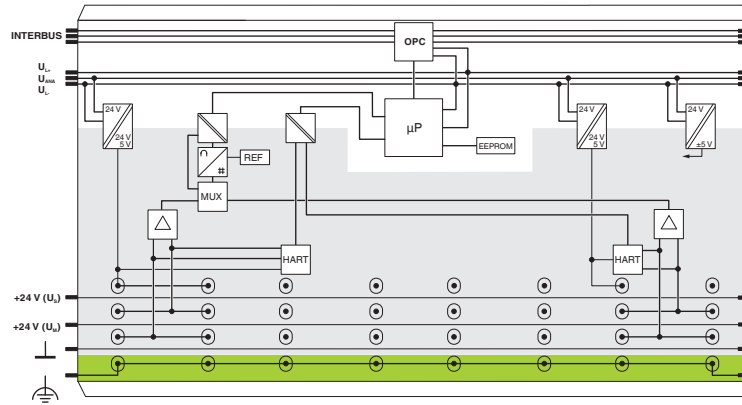 INTERBUS
OPC
UL+
UANA
UL-
24 V
24 V
5 V
µP
24 V
24 V
5 V
24 V
±5 V
EEPROM
REF
MUX
HART
HART
+24 V (US)
+24 V (UM)